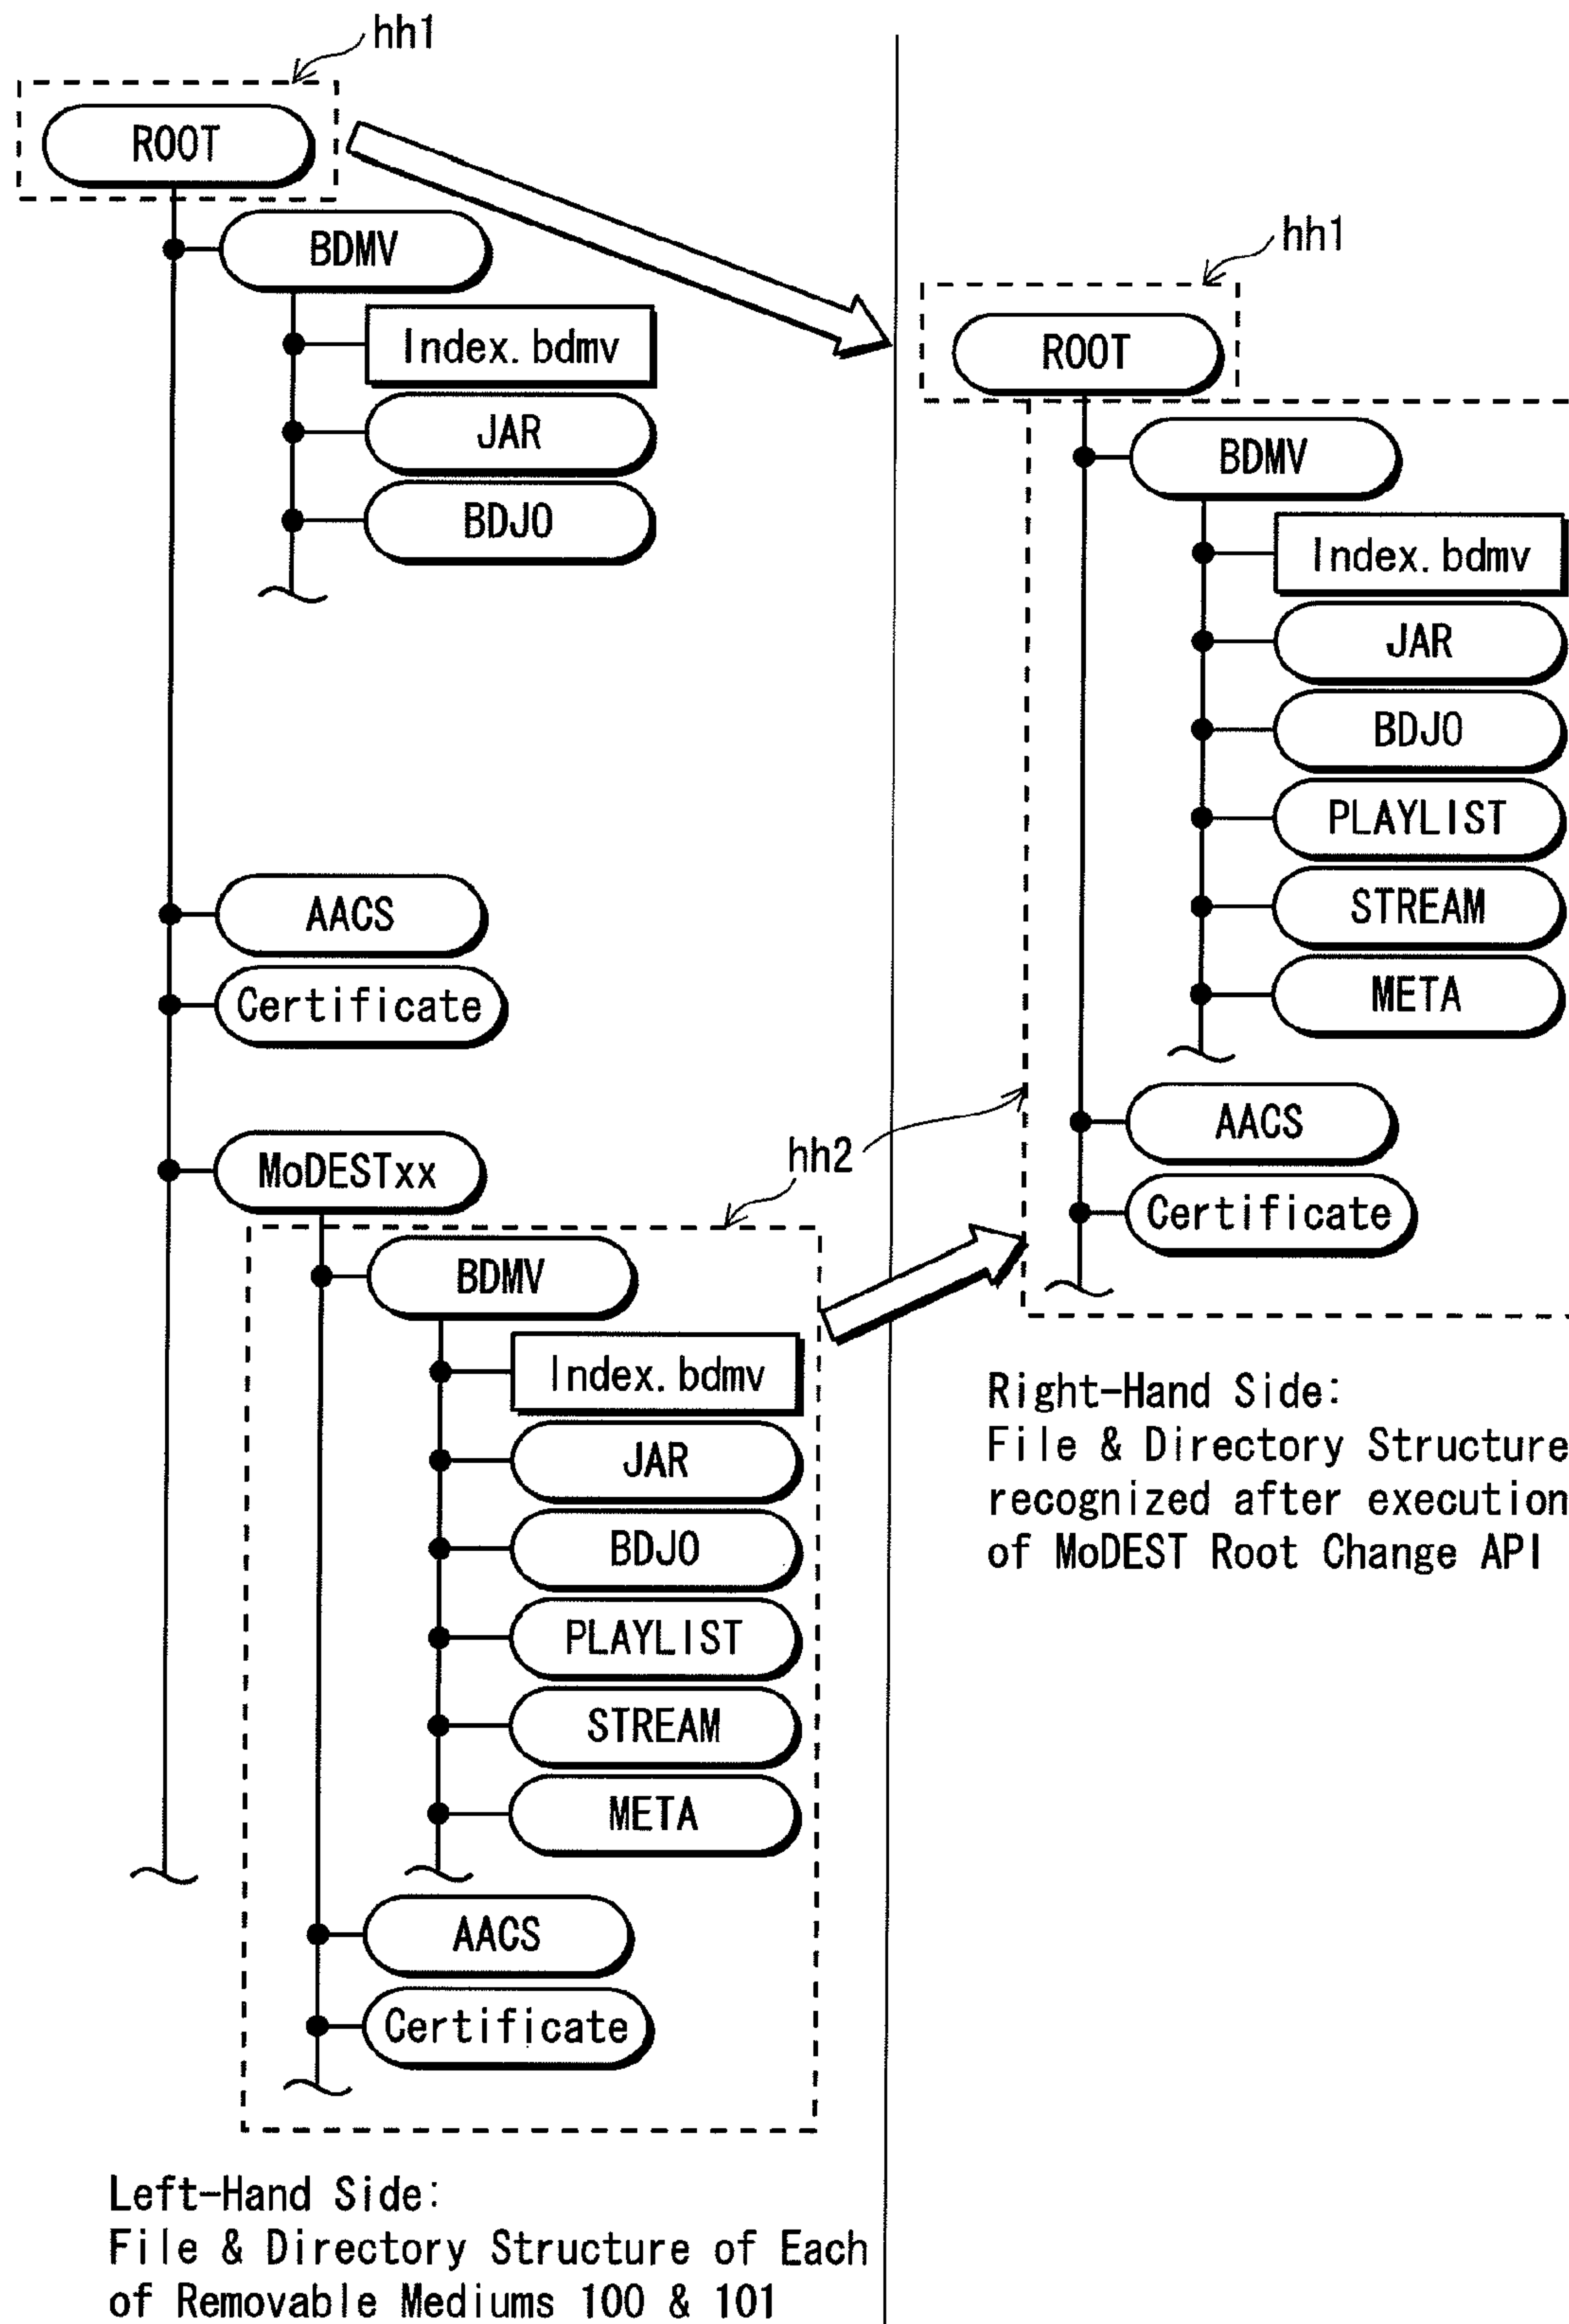 hh1
ROOT
BDMV
Index.bdmv
JAR
BDJO
AACS
Certificate
MoDESTxx
hh2
BDMV
Index.bdmv
JAR
BDJO
PLAYLIST
STREAM
META
AACS
Certificate
Left-Hand Side:
File & Directory Structure of Each
of Removable Mediums 100 & 101
hh1
ROOT
BDMV
Index.bdmv
JAR
BDJO
PLAYLIST
STREAM
META
AACS
Certificate
Right-Hand Side:
File & Directory Structure
recognized after execution
of MoDEST Root Change API